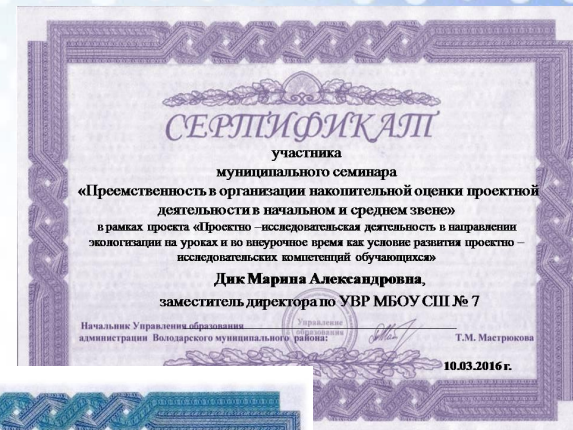 СЕРТИФИКАТ
участника
муниципального семинара
«Преемственность в организации накопительной оценки проектной
деятельности в начальном и среднем звене»
в рамках проекта «Проектно –исследовательская деятельность в направлении
экологизации на уроках и во внеурочное время как условие развития проектно –
исследовательских компетенций обучающихся»
Дик Марина Александровна,
заместитель директора по УВР МБОУ СШ № 7
Управление
образования
Начальник Управления образования
администрации Володарского муниципального района:
Т.М. Мастрюкова
10.03.2016 г.